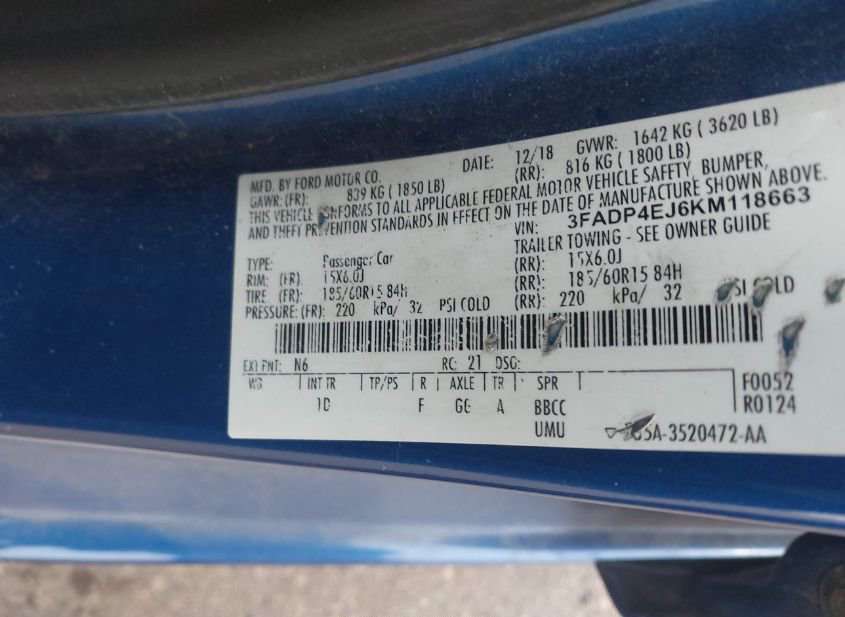 MFD. BY FORD MOTOR CO. DATE: 12/18 GVWR: 1642 KG ( 3620 LB)
GAWR: (FR): 839 KG ( 1850 LB) (RR): 816 KG ( 1800 LB)
THIS VEHICLE CONFORMS TO ALL APPLICABLE FEDERAL MOTOR VEHICLE SAFETY, BUMPER,
AND THEFT PREVENTION STANDARDS IN EFFECT ON THE DATE OF MANUFACTURE SHOWN ABOVE.
VIN: 3FADP4EJ6KM118663
TYPE: Passenger Car TRAILER TOWING - SEE OWNER GUIDE
RIM: (FR): 15X6.0J (RR): 15X6.0J
TIRE: (FR): 185/60R15 84H (RR): 185/60R15 84H
PRESSURE: (FR): 220 kPa/ 32 PSI COLD (RR): 220 kPa/ 32 PSI COLD
EXT PNT: N6 RC: 21 DSO:
WB INT TR TP/PS R AXLE TR SPR F0052
1D F GG A BBCC R0124
UMU 5A-3520472-AA